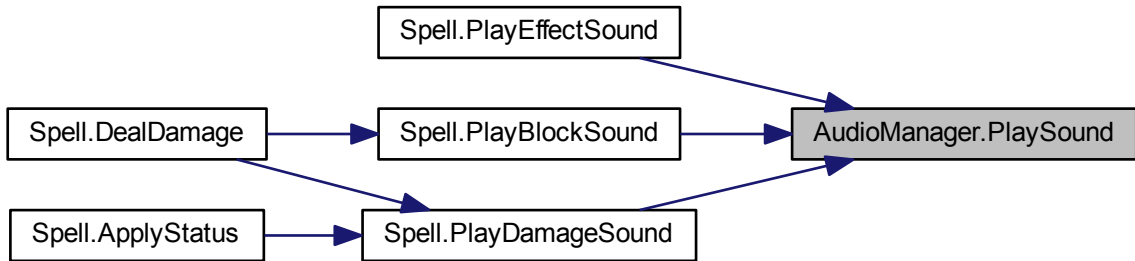 Spell.PlayEffectSound
Spell.DealDamage
Spell.PlayBlockSound
AudioManager.PlaySound
Spell.ApplyStatus
Spell.PlayDamageSound